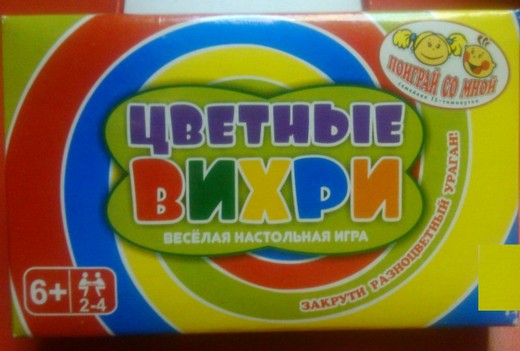 ПОИГРАЙ СО МНОЙ
ЦВЕТНЫЕ
ВИХРИ
ВЕСЁЛАЯ НАСТОЛЬНАЯ ИГРА
ЗАКРУТИ РАЗНОЦВЕТНЫЙ УРАГАН!
6+
2-4